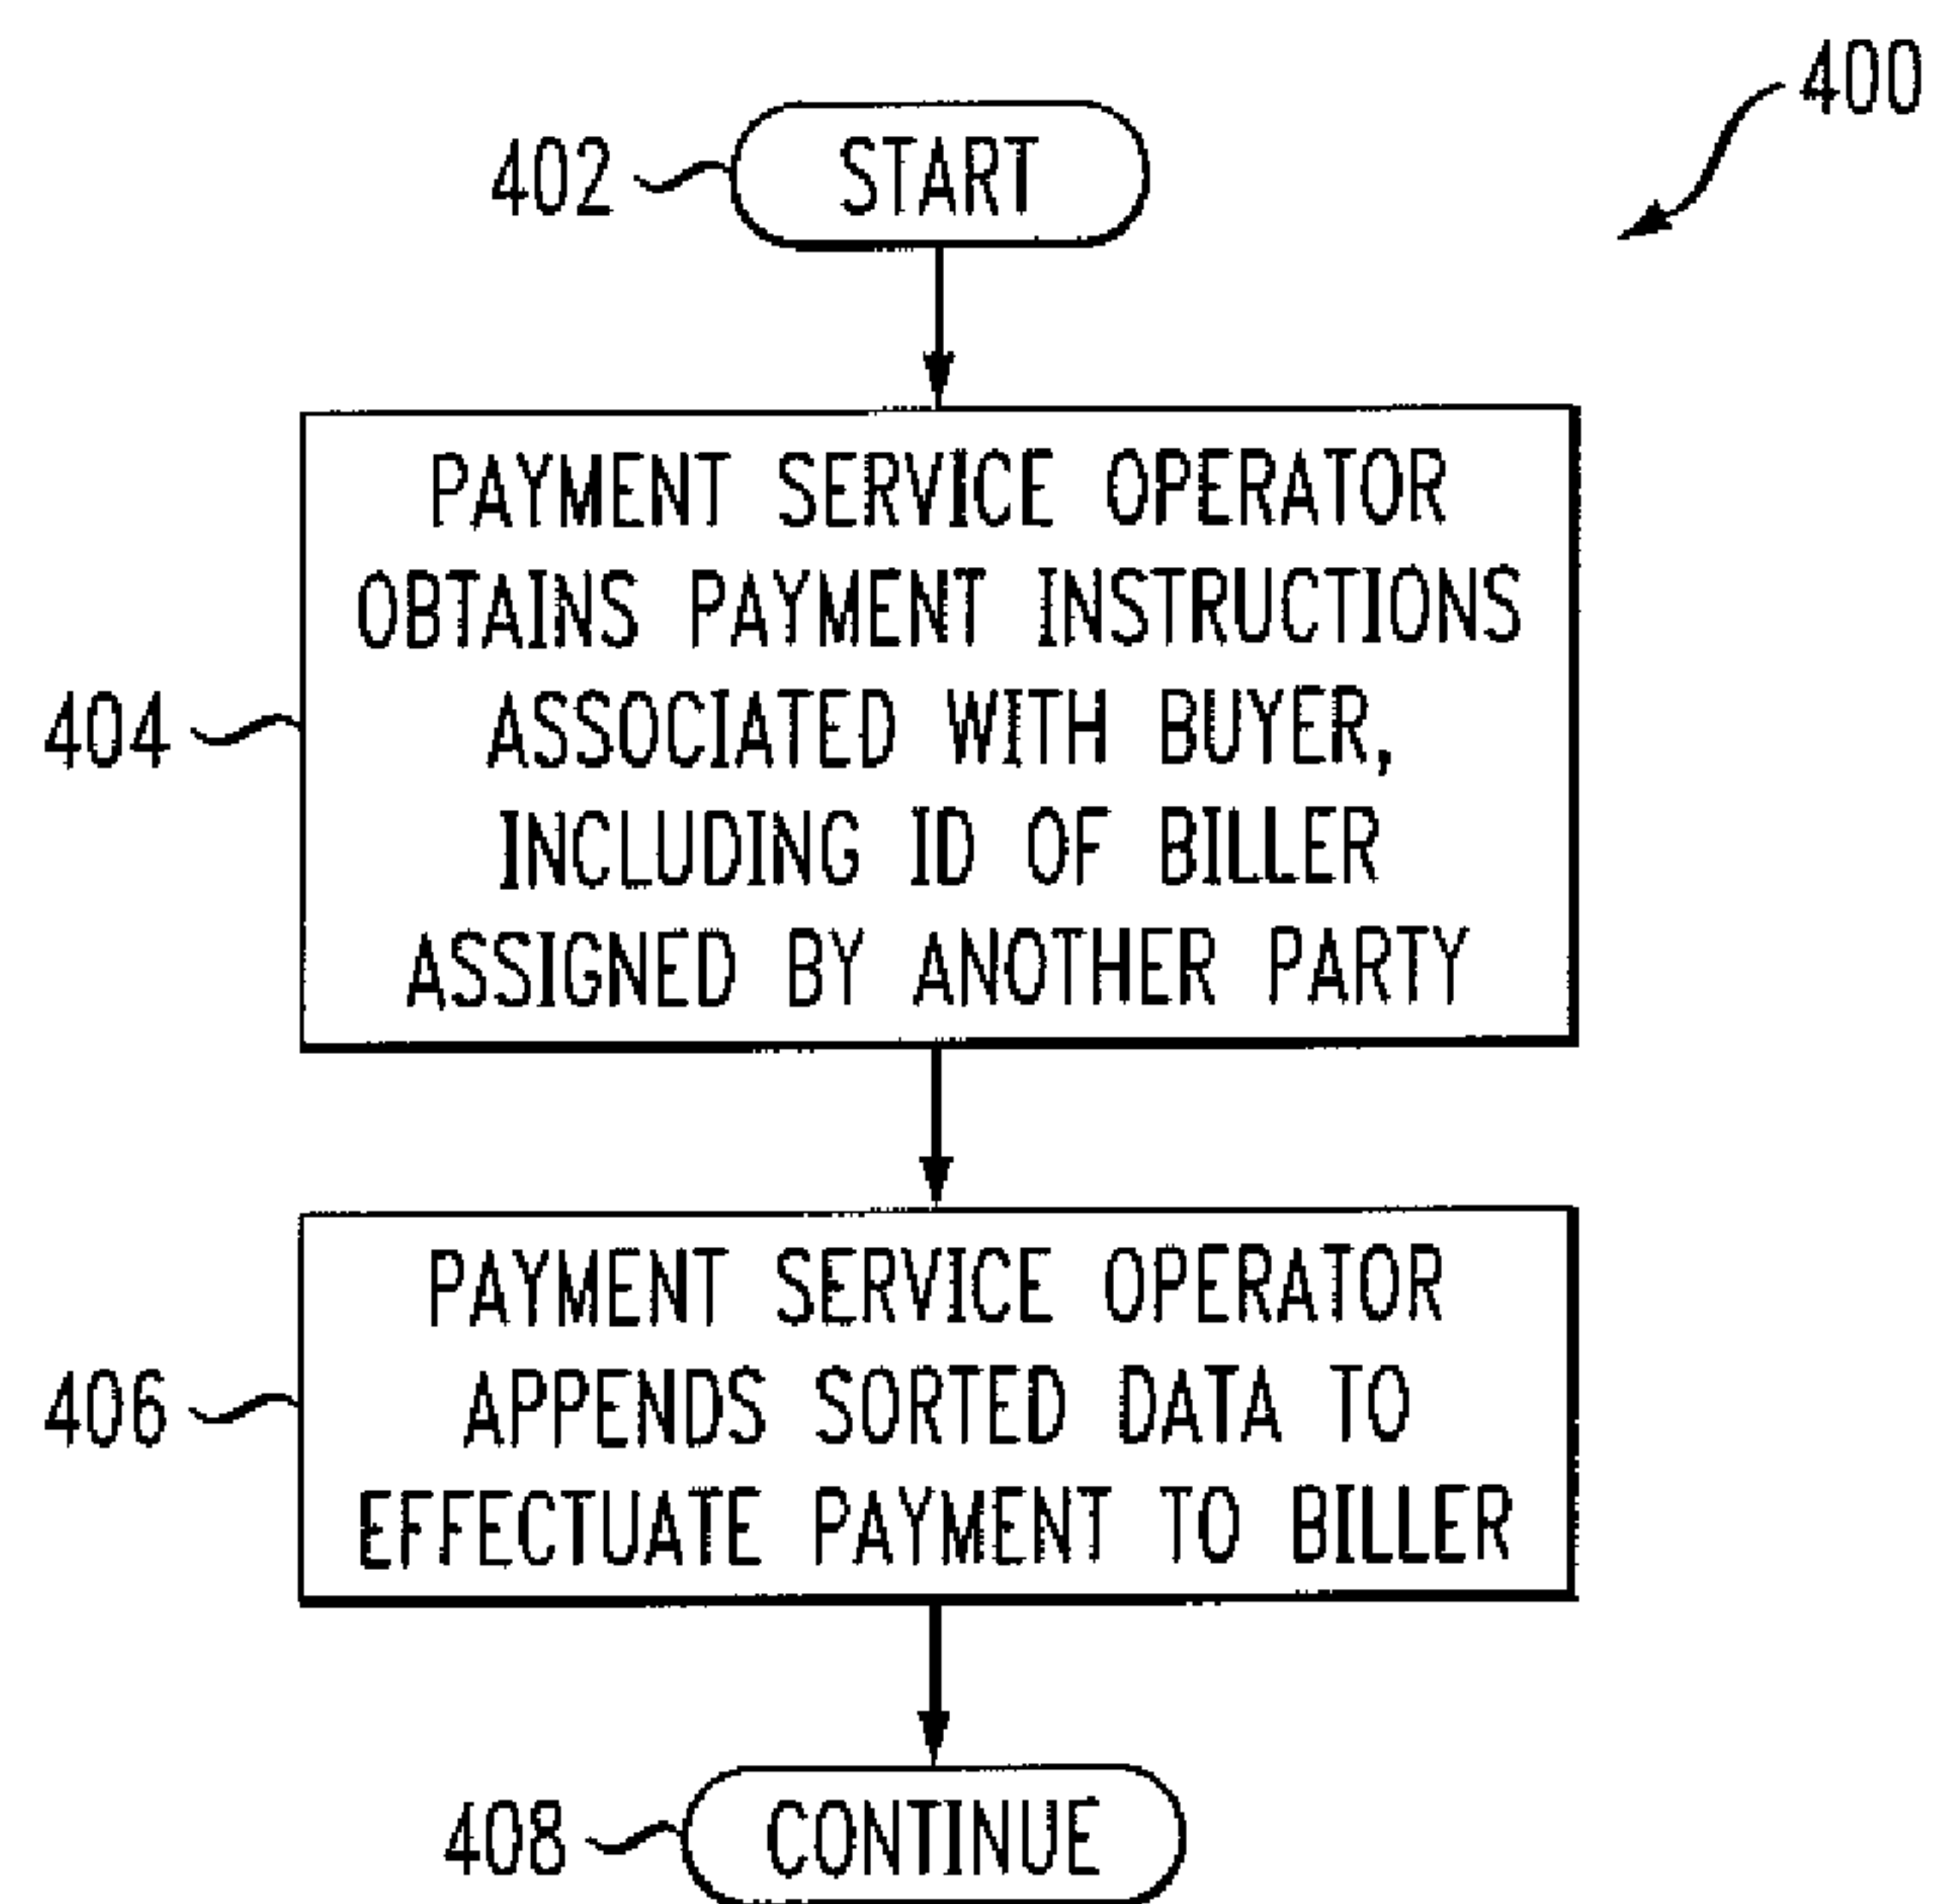 400
402
START
PAYMENT SERVICE OPERATOR
OBTAINS PAYMENT INSTRUCTIONS
404
ASSOCIATED WITH BUYER,
INCLUDING ID OF BILLER
ASSIGNED BY ANOTHER PARTY
PAYMENT SERVICE OPERATOR
406
APPENDS SORTED DATA TO
EFFECTUATE PAYMENT TO BILLER
408
CONTINUE